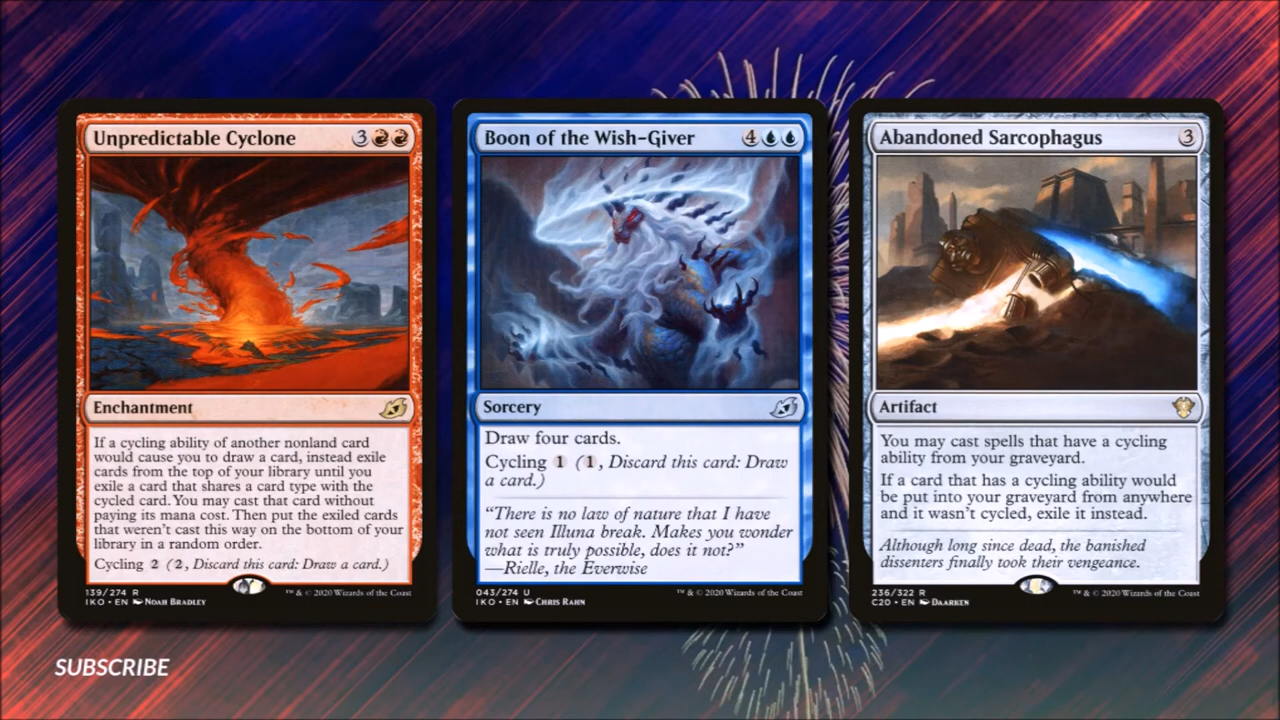 Unpredictable Cyclone 3
Enchantment
If a cycling ability of another nonland card
would cause you to draw a card, instead exile
cards from the top of your library until you
exile a card that shares a card type with the
cycled card. You may cast that card without
paying its mana cost. Then put the exiled cards
that weren't cast this way on the bottom of your
library in a random order.
Cycling 2 (2, Discard this card: Draw a card.)
139/274 R
IKO • EN Noah Bradley
™ & © 2020 Wizards of the Coast
Boon of the Wish-Giver 4
Sorcery
Draw four cards.
Cycling 1 (1, Discard this card: Draw
a card.)
"There is no law of nature that I have
not seen Illuna break. Makes you wonder
what is truly possible, does it not?"
—Rielle, the Everwise
043/274 U
IKO • EN Chris Rahn
™ & © 2020 Wizards of the Coast
Abandoned Sarcophagus 3
Artifact
You may cast spells that have a cycling
ability from your graveyard.
If a card that has a cycling ability would
be put into your graveyard from anywhere
and it wasn't cycled, exile it instead.
Although long since dead, the banished
dissenters finally took their vengeance.
236/322 R
C20 • EN Daarken
™ & © 2020 Wizards of the Coast
SUBSCRIBE